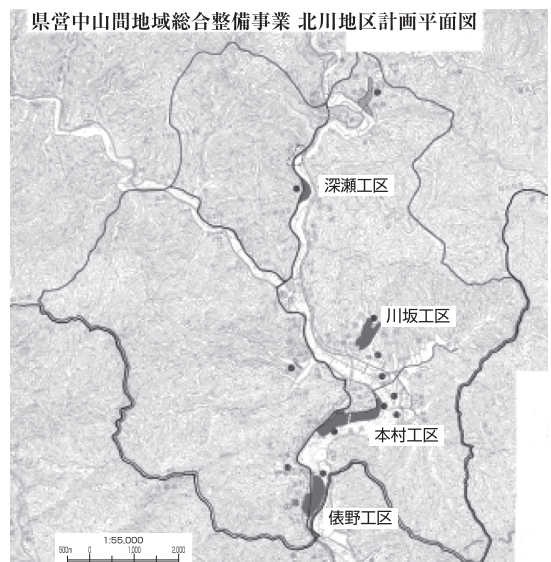 県営中山間地域総合整備事業 北川地区計画平面図
深瀬工区
川坂工区
本村工区
俵野工区
1:55,000
500m 0 1,000 2,000